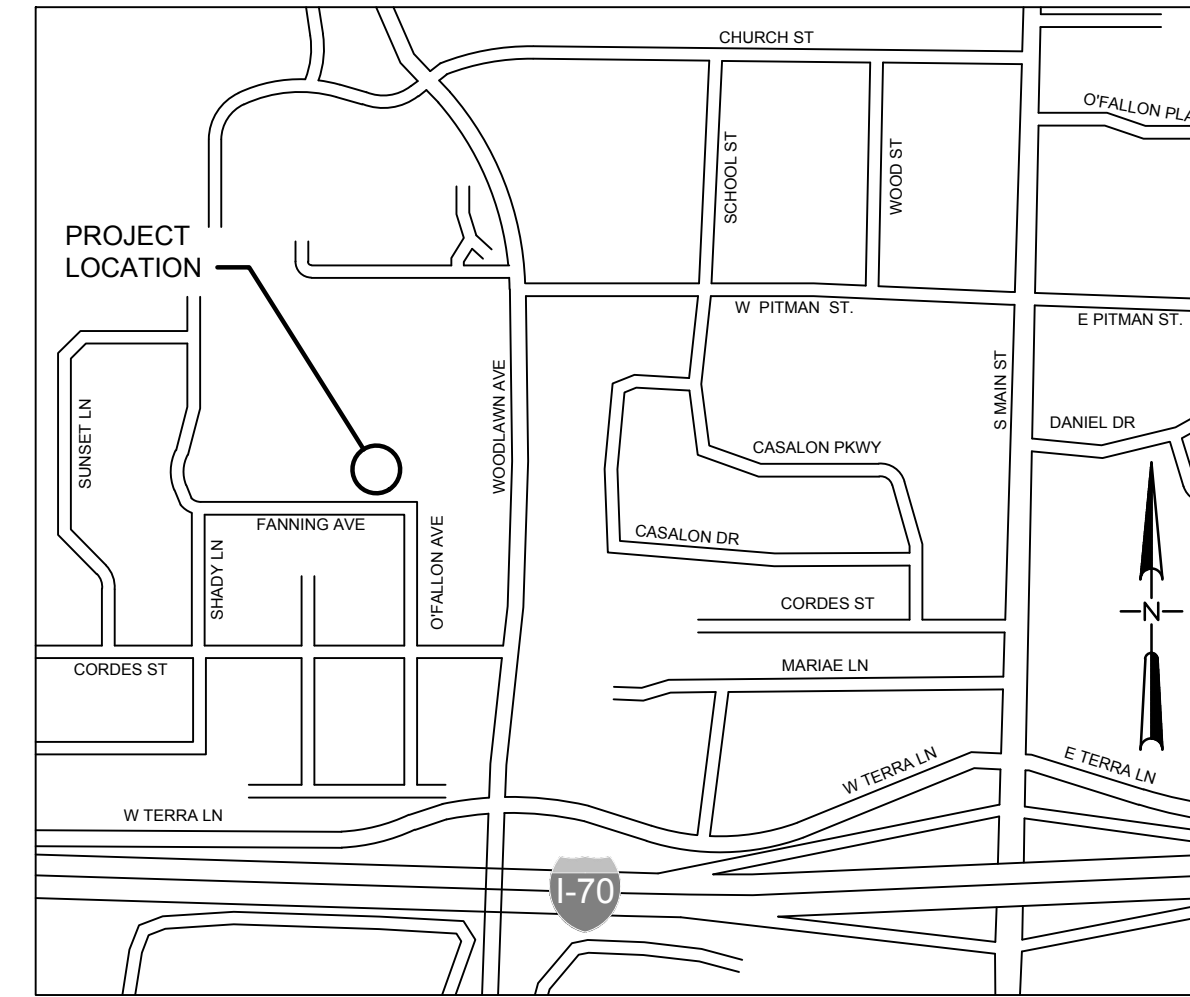 CHURCH ST
O'FALLON PLA
SCHOOL ST
WOOD ST
PROJECT
LOCATION
W PITMAN ST.
E PITMAN ST.
SUNSET LN
WOODLAWN AVE
S MAIN ST
DANIEL DR
CASALON PKWY
FANNING AVE
O'FALLON AVE
SHADY LN
CASALON DR
CORDES ST
N
CORDES ST
MARIAE LN
W TERRA LN
E TERRA LN
W TERRA LN
I-70